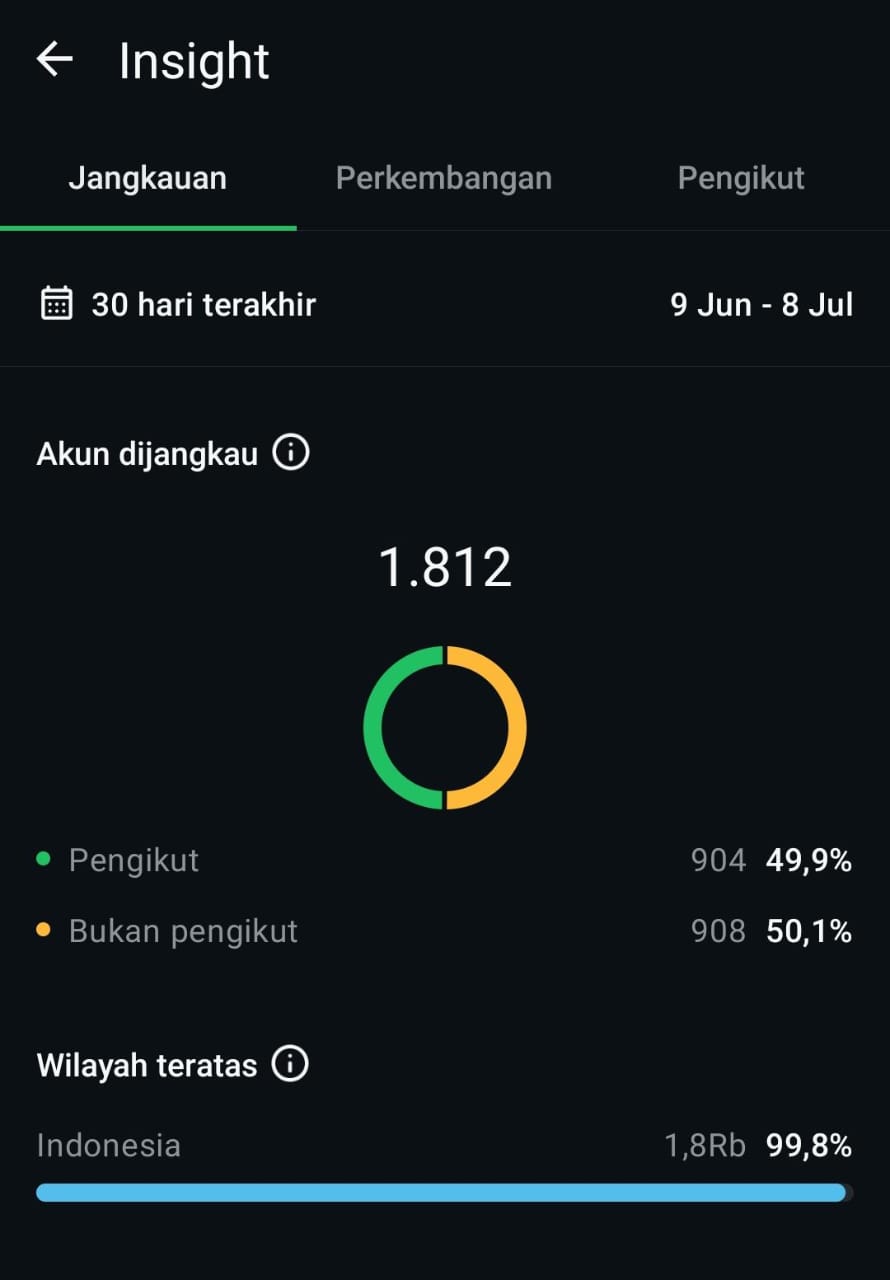 Insight
Jangkauan Perkembangan Pengikut
30 hari terakhir 9 Jun - 8 Jul
Akun dijangkau
1.812
Pengikut 904 49,9%
Bukan pengikut 908 50,1%
Wilayah teratas
Indonesia 1,8Rb 99,8%